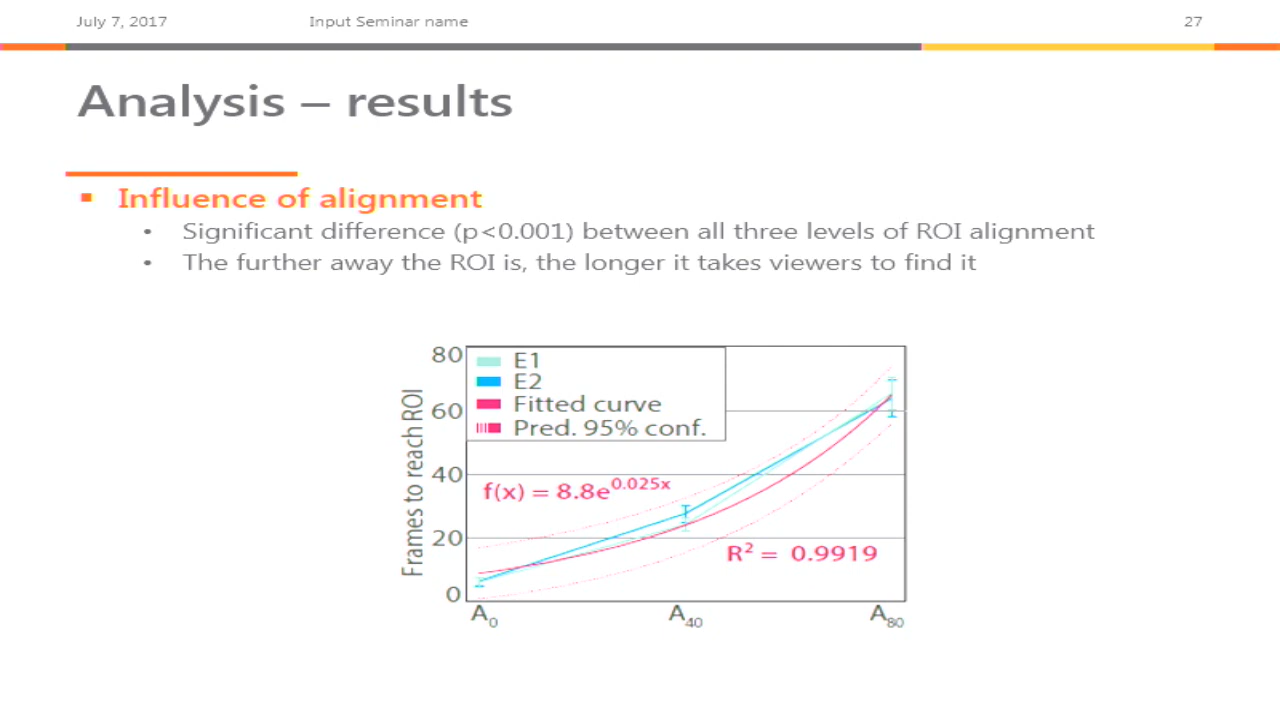 July 7, 2017 Input Seminar name 27
Analysis – results
▪ Influence of alignment
• Significant difference (p<0.001) between all three levels of ROI alignment
• The further away the ROI is, the longer it takes viewers to find it
Frames to reach ROI
80
60
40
20
0
E1
E2
Fitted curve
Pred. 95% conf.
f(x) = 8.8e^0.025x
R² = 0.9919
A₀ A₄₀ A₈₀